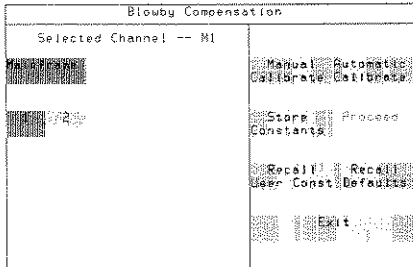 Blowby Compensation
Selected Channel -- M1
Mainframe
1 2
Manual Calibrate
Automatic Calibrate
Store Constants
Proceed
Recall User Const
Recall Defaults
Exit